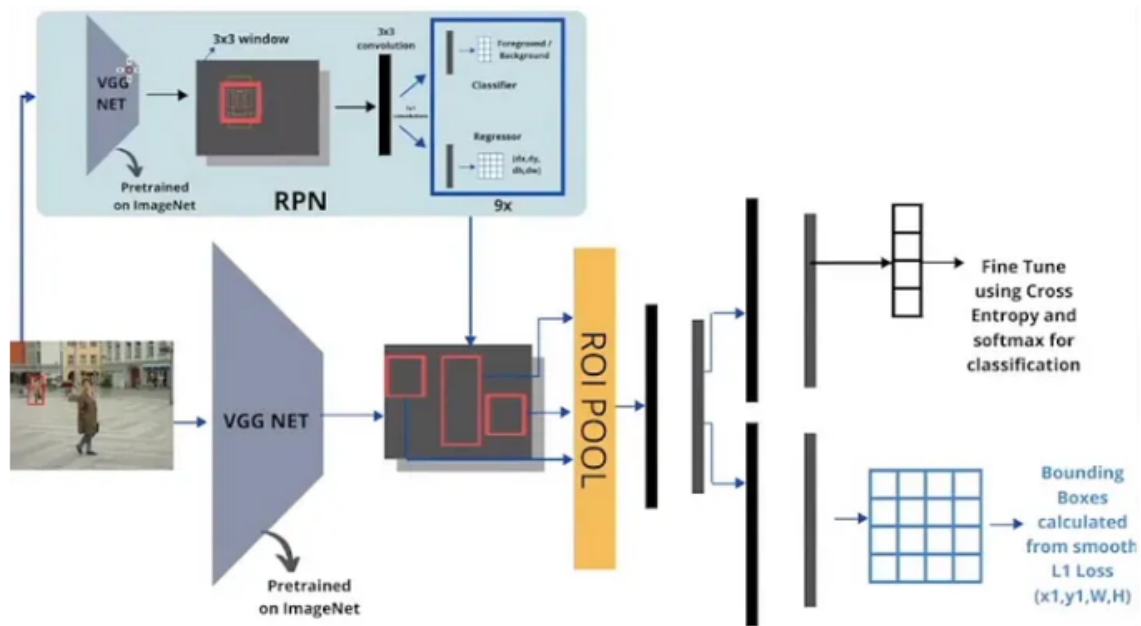 3x3 window
VGG
NET
Pretrained
on ImageNet
RPN
3x3
convolution
1x1
convolution
Foreground /
Background
Classifier
Regressor
(dx,dy,
dh,dw)
9x
VGG NET
Pretrained
on ImageNet
ROI POOL
Fine Tune
using Cross
Entropy and
softmax for
classification
Bounding
Boxes
calculated
from smooth
L1 Loss
(x1,y1,W,H)